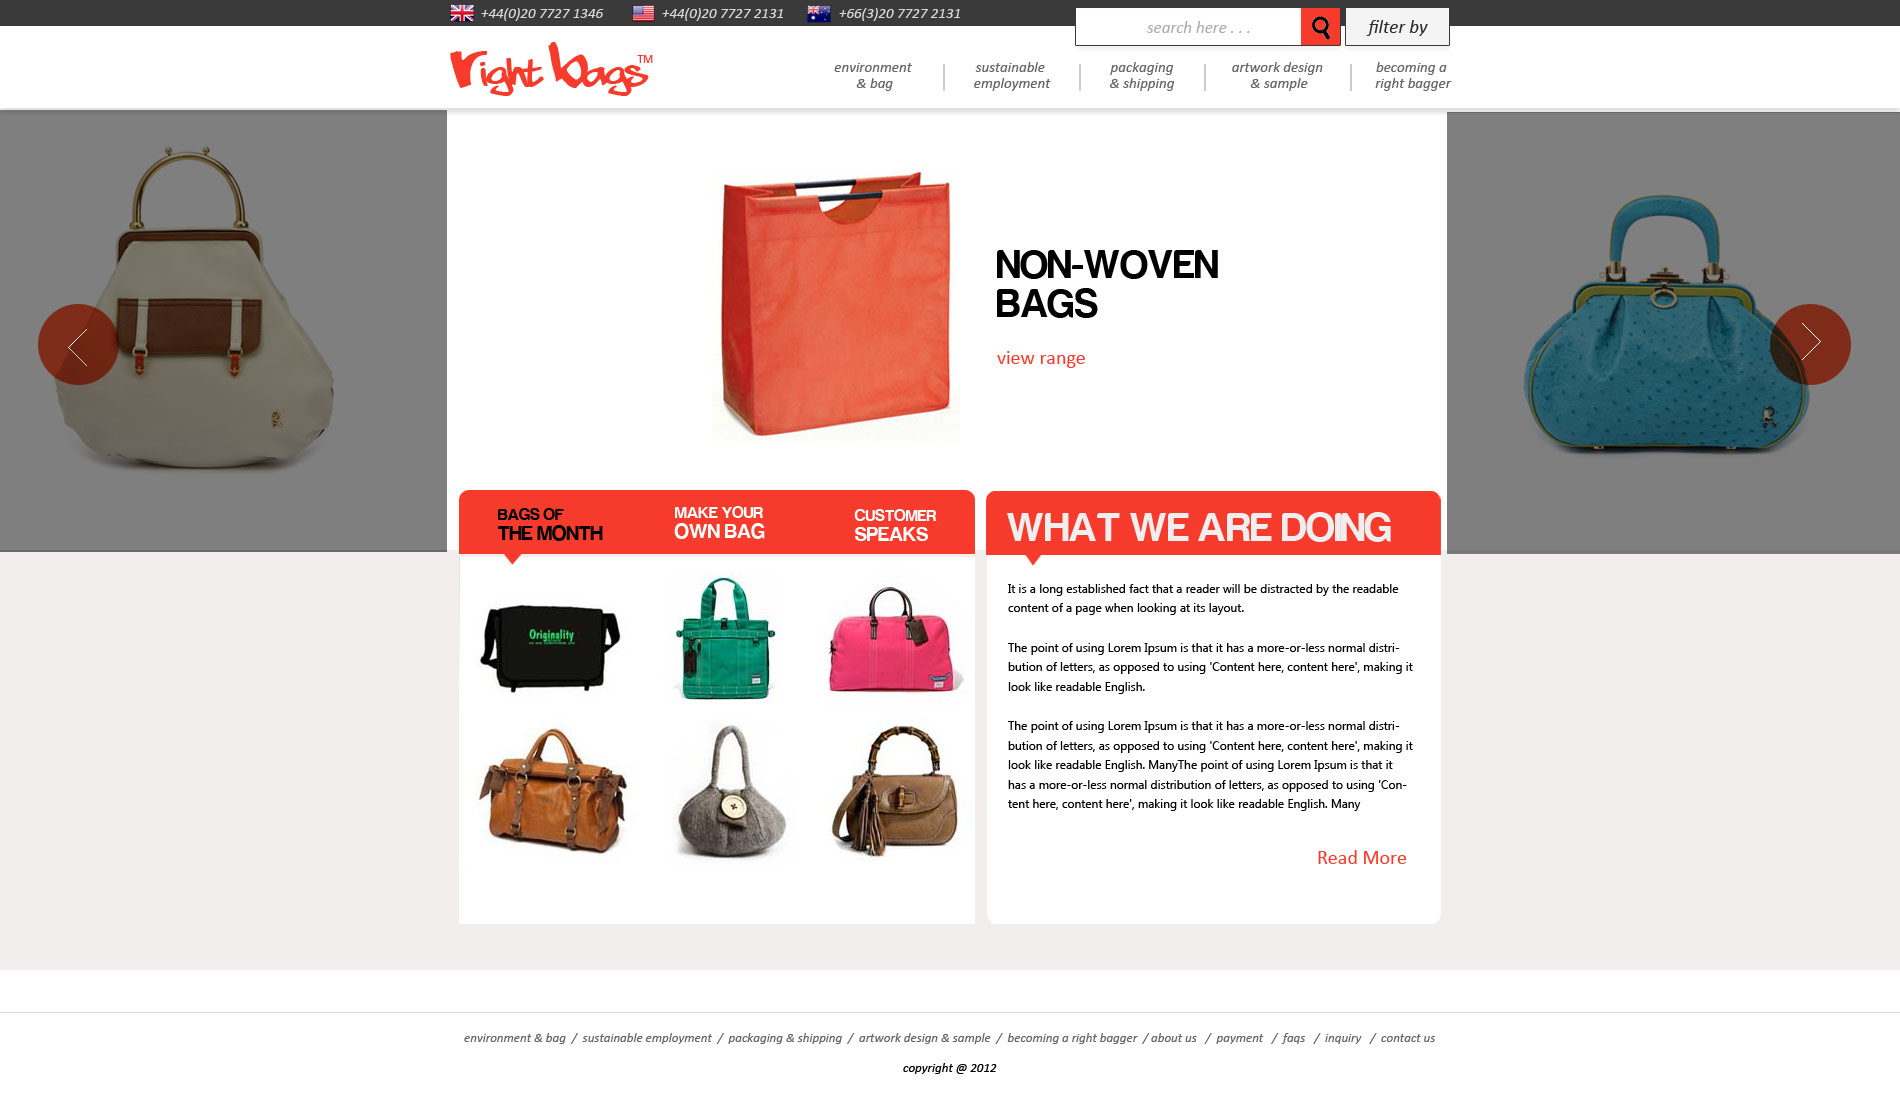 +44(0)20 7727 1346
+44(0)20 7727 2131
+66(3)20 7727 2131
search here . . .
filter by
right bags™
environment
& bag
sustainable
employment
packaging
& shipping
artwork design
& sample
becoming a
right bagger
NON-WOVEN
BAGS
view range
BAGS OF
THE MONTH
MAKE YOUR
OWN BAG
CUSTOMER
SPEAKS
WHAT WE ARE DOING
Originality
It is a long established fact that a reader will be distracted by the readable
content of a page when looking at its layout.
The point of using Lorem Ipsum is that it has a more-or-less normal distri-
bution of letters, as opposed to using 'Content here, content here', making it
look like readable English.
The point of using Lorem Ipsum is that it has a more-or-less normal distri-
bution of letters, as opposed to using 'Content here, content here', making it
look like readable English. ManyThe point of using Lorem Ipsum is that it
has a more-or-less normal distribution of letters, as opposed to using 'Con-
tent here, content here', making it look like readable English. Many
Read More
environment & bag / sustainable employment / packaging & shipping / artwork design & sample / becoming a right bagger / about us / payment / faqs / inquiry / contact us
copyright @ 2012